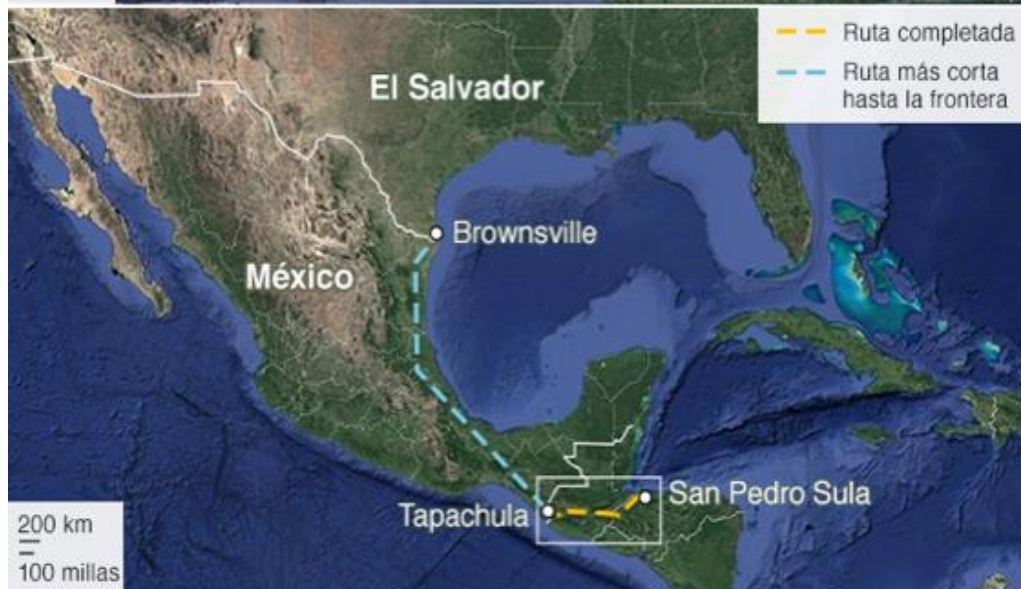 Ruta completada
Ruta más corta
hasta la frontera
El Salvador
Brownsville
México
San Pedro Sula
Tapachula
200 km
100 millas